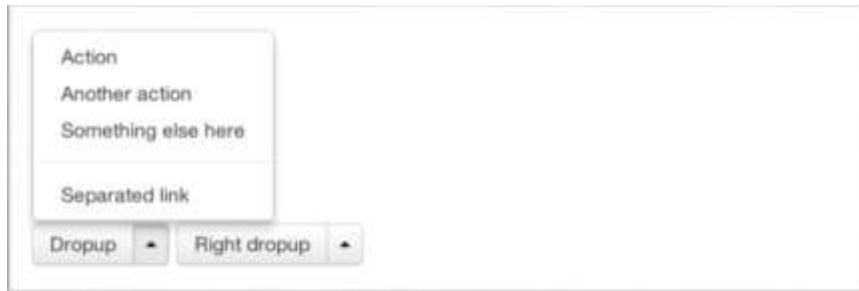 Action
Another action
Something else here
Separated link
Dropup Right dropup